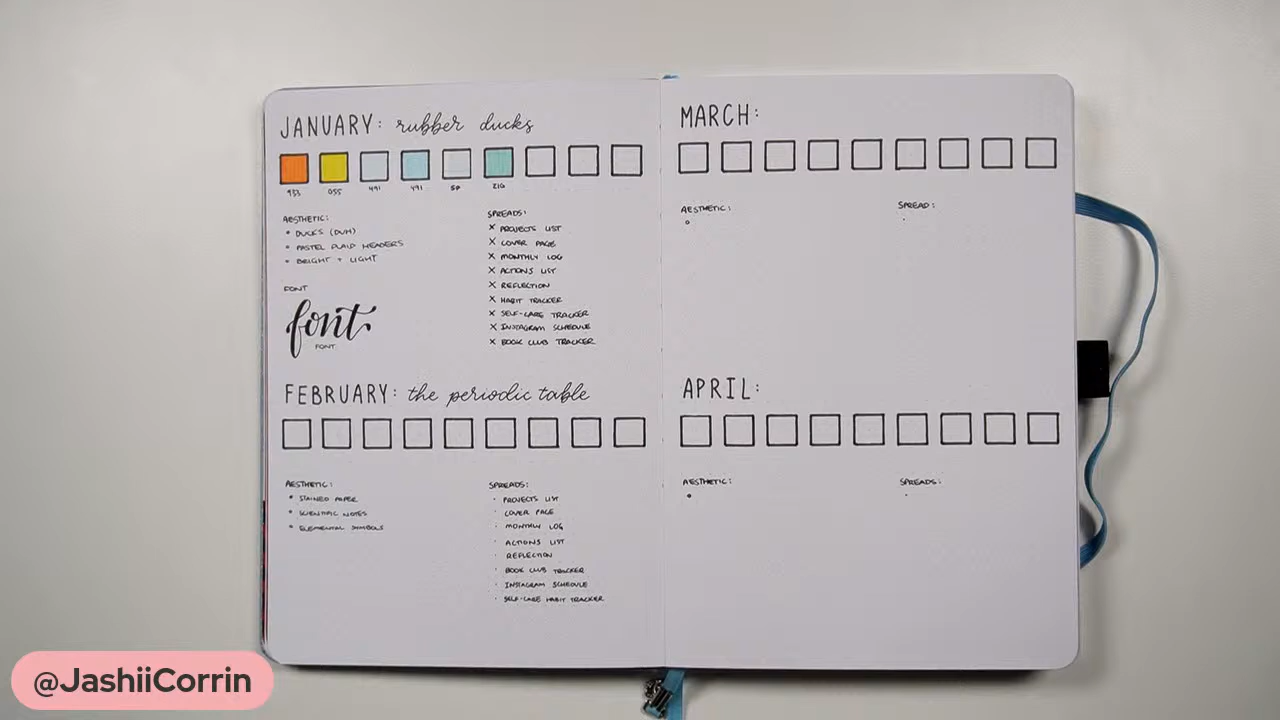 JANUARY: rubber ducks
933 055 491 491 SP 216
AESTHETIC:
• DUCKS (DUH)
• PASTEL PLAID HEADERS
• BRIGHT + LIGHT
FONT
font
FONT
SPREADS:
X PROJECTS LIST
X COVER PAGE
X MONTHLY LOG
X ACTIONS LIST
X REFLECTION
X HABIT TRACKER
X SELF-CARE TRACKER
X INSTAGRAM SCHEDULE
X BOOK CLUB TRACKER
FEBRUARY: the periodic table
AESTHETIC:
• STAINED PAPER
• SCIENTIFIC NOTES
• ELEMENTAL SYMBOLS
SPREADS:
· PROJECTS LIST
· COVER PAGE
· MONTHLY LOG
· ACTIONS LIST
· REFLECTION
· BOOK CLUB TRACKER
· INSTAGRAM SCHEDULE
· SELF-CARE HABIT TRACKER
MARCH:
AESTHETIC:
SPREAD:
APRIL:
AESTHETIC:
SPREADS:
@JashiiCorrin